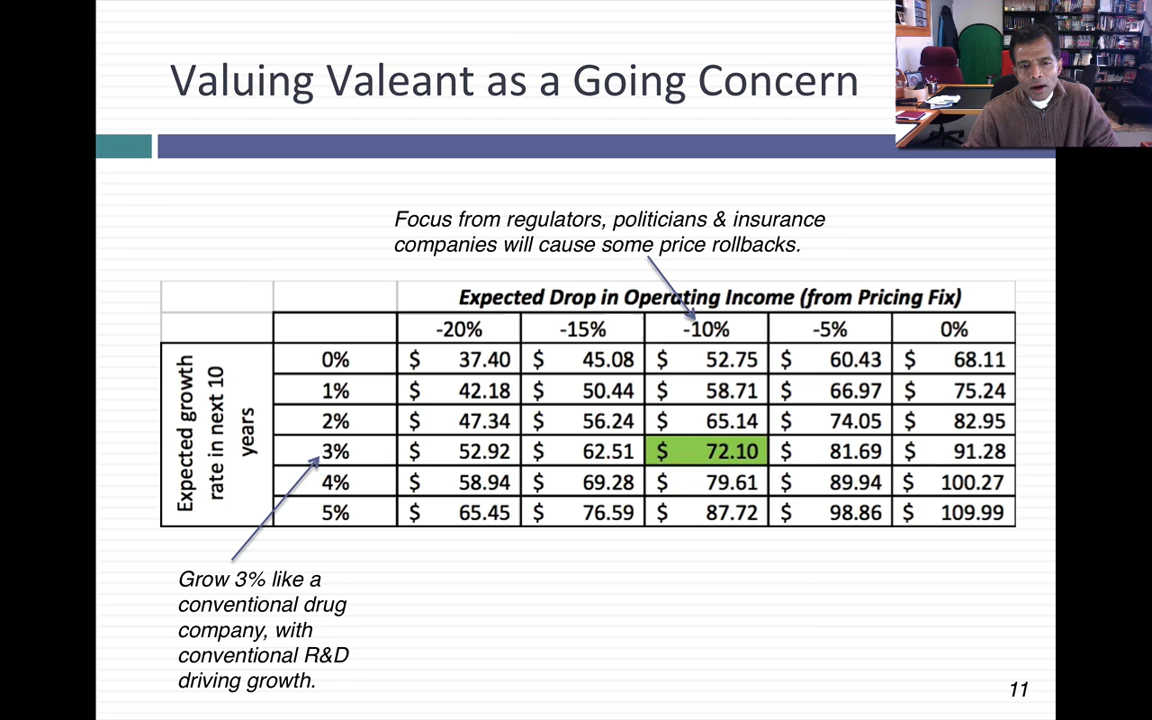 Valuing Valeant as a Going Concern
Focus from regulators, politicians & insurance
companies will cause some price rollbacks.
Expected Drop in Operating Income (from Pricing Fix)
-20% -15% -10% -5% 0%
Expected growth
rate in next 10
years
0% $ 37.40 $ 45.08 $ 52.75 $ 60.43 $ 68.11
1% $ 42.18 $ 50.44 $ 58.71 $ 66.97 $ 75.24
2% $ 47.34 $ 56.24 $ 65.14 $ 74.05 $ 82.95
3% $ 52.92 $ 62.51 $ 72.10 $ 81.69 $ 91.28
4% $ 58.94 $ 69.28 $ 79.61 $ 89.94 $ 100.27
5% $ 65.45 $ 76.59 $ 87.72 $ 98.86 $ 109.99
Grow 3% like a
conventional drug
company, with
conventional R&D
driving growth.
11